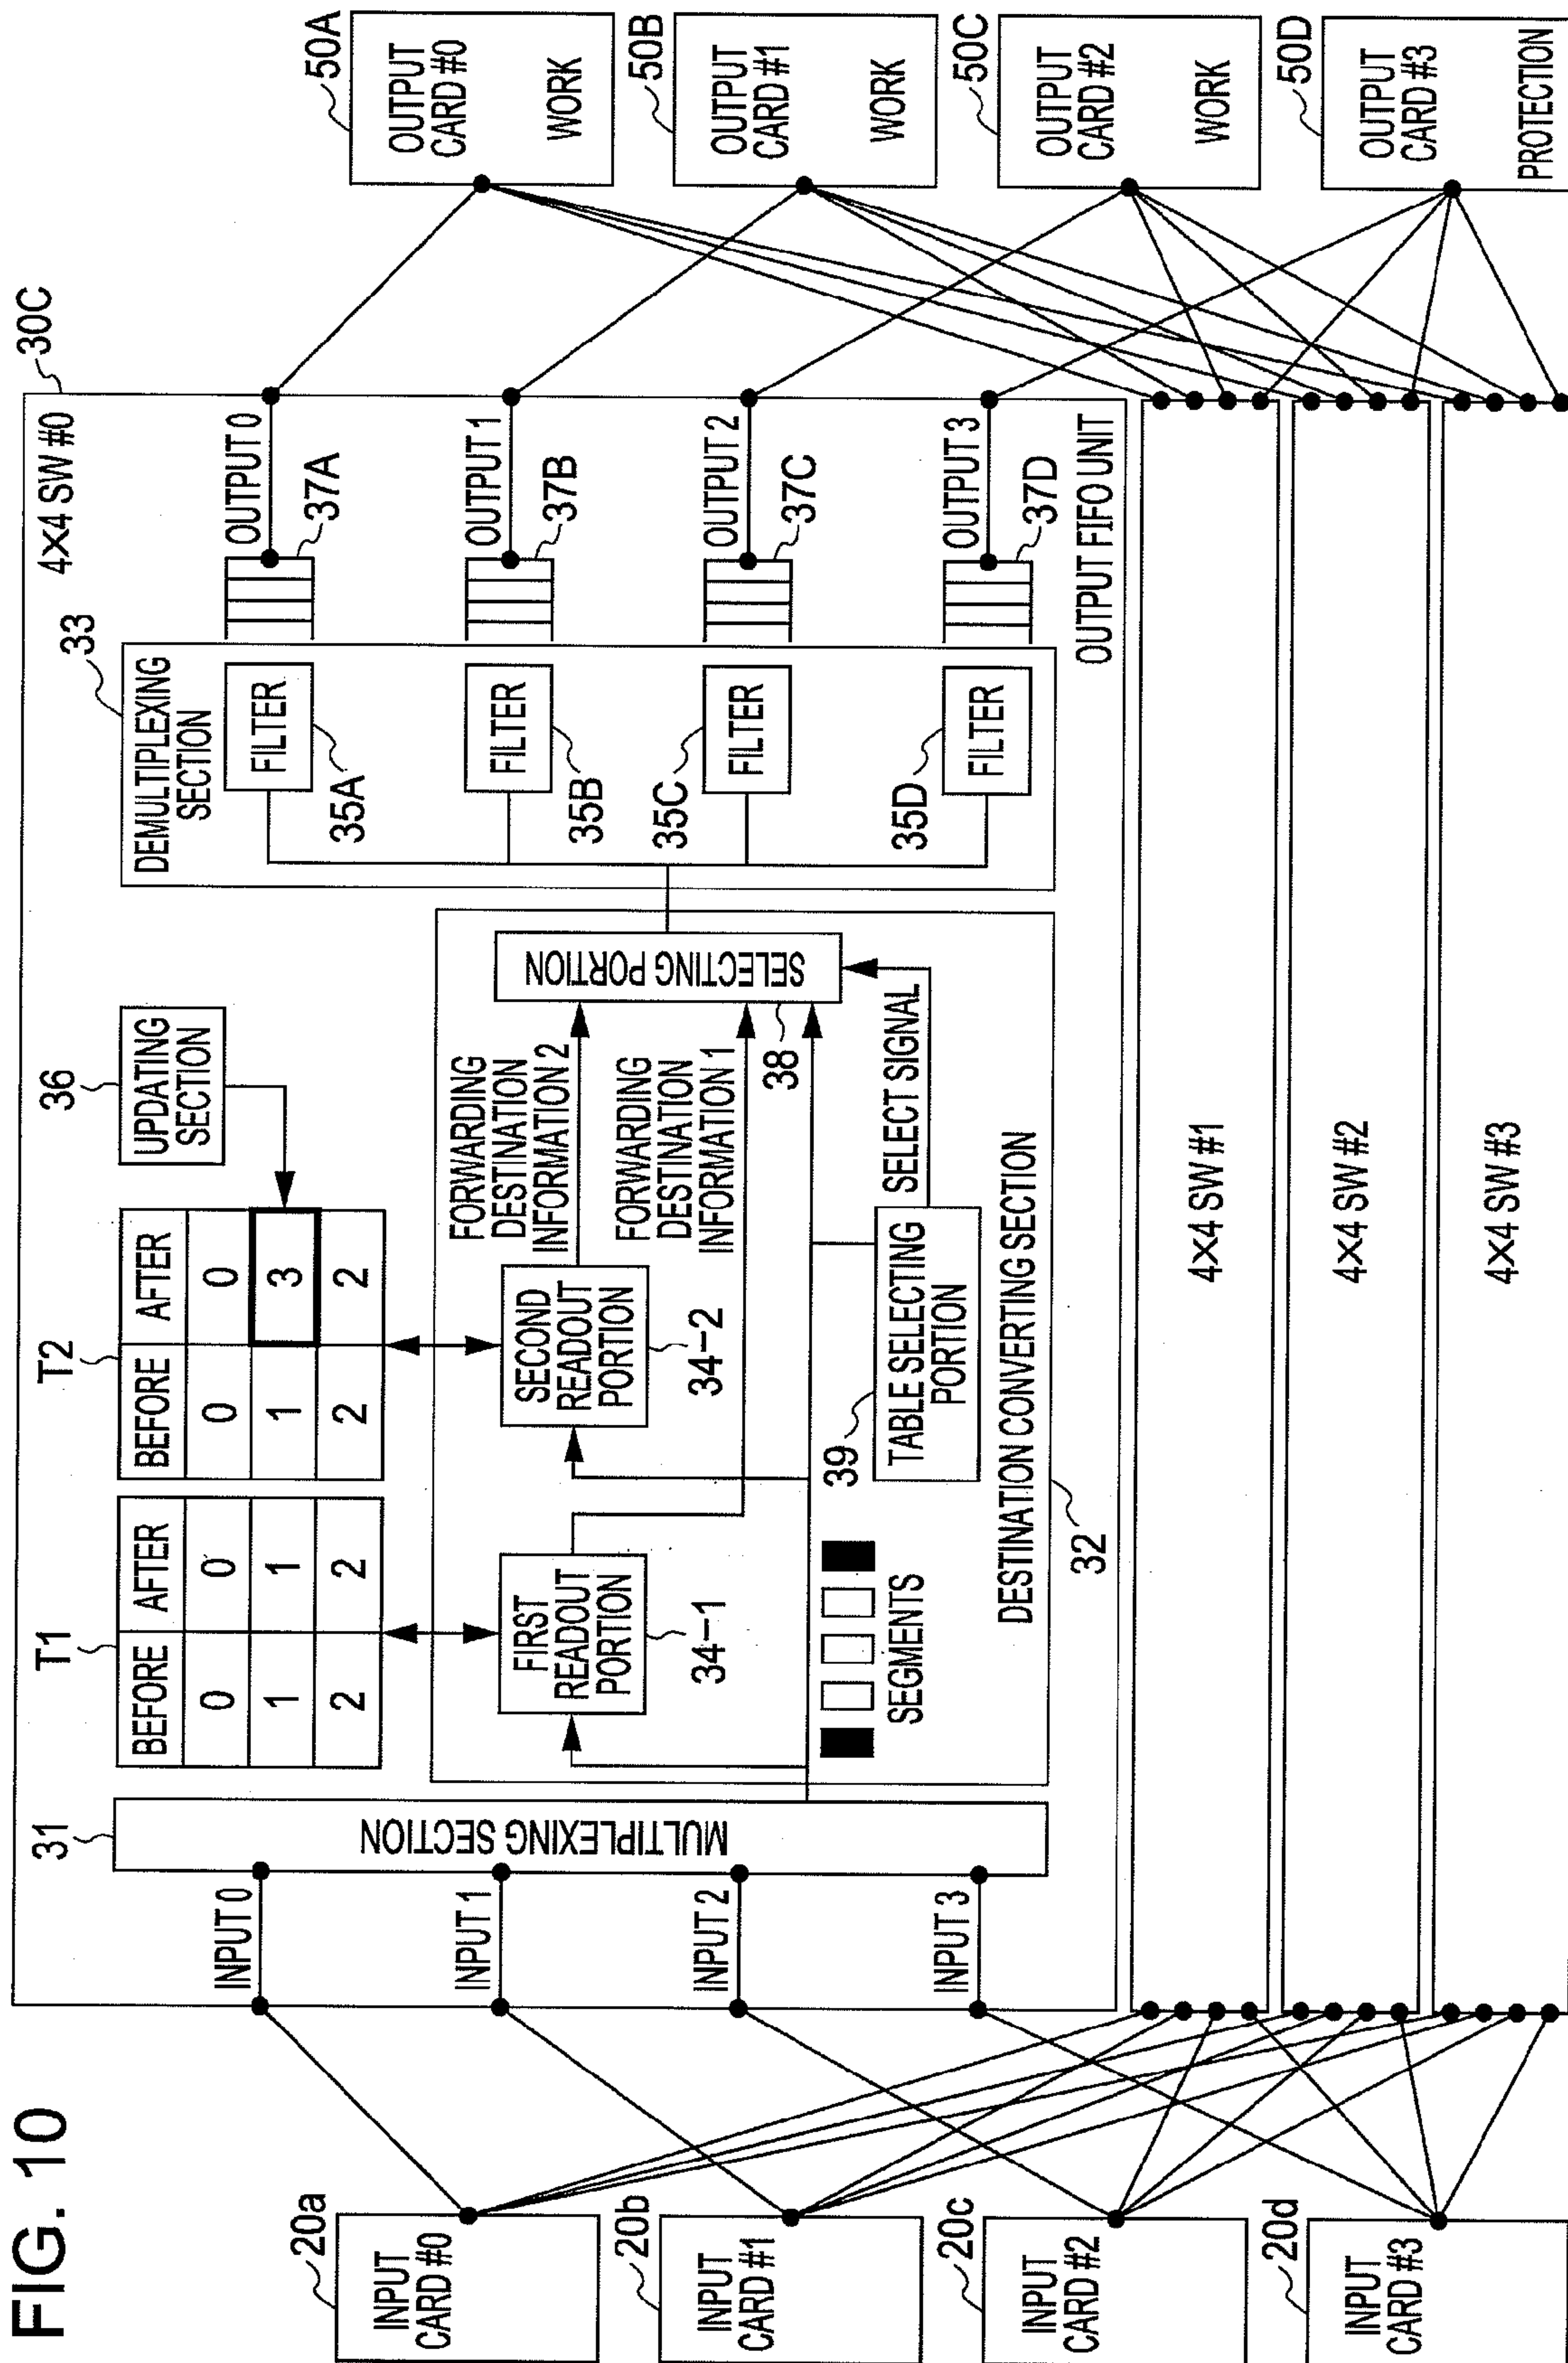 FIG. 10
20a
INPUT
CARD #0
20b
INPUT
CARD #1
20c
INPUT
CARD #2
20d
INPUT
CARD #3
30C
4×4 SW #0
INPUT 0
INPUT 1
INPUT 2
INPUT 3
31
MULTIPLEXING SECTION
T1
BEFORE AFTER
0 0
1 1
2 2
T2
BEFORE AFTER
0 0
1 3
2 2
36
UPDATING
SECTION
FIRST
READOUT
PORTION
34-1
SECOND
READOUT
PORTION
34-2
FORWARDING
DESTINATION
INFORMATION 2
FORWARDING
DESTINATION
INFORMATION 1
SELECTING PORTION
38
SEGMENTS
39
TABLE SELECTING
PORTION
SELECT SIGNAL
DESTINATION CONVERTING SECTION
32
33
DEMULTIPLEXING
SECTION
FILTER
35A
FILTER
35B
FILTER
35C
FILTER
35D
OUTPUT 0
37A
OUTPUT 1
37B
OUTPUT 2
37C
OUTPUT 3
37D
OUTPUT FIFO UNIT
4×4 SW #1
4×4 SW #2
4×4 SW #3
50A
OUTPUT
CARD #0
WORK
50B
OUTPUT
CARD #1
WORK
50C
OUTPUT
CARD #2
WORK
50D
OUTPUT
CARD #3
PROTECTION